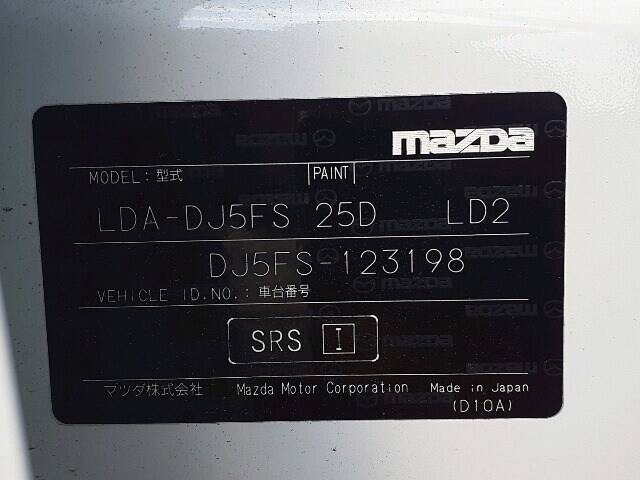 mazda
MODEL: 型式 PAINT
LDA-DJ5FS 25D LD2
DJ5FS-123198
VEHICLE ID.NO.: 車台番号
SRS I
マツダ株式会社 Mazda Motor Corporation Made in Japan
(D10A)